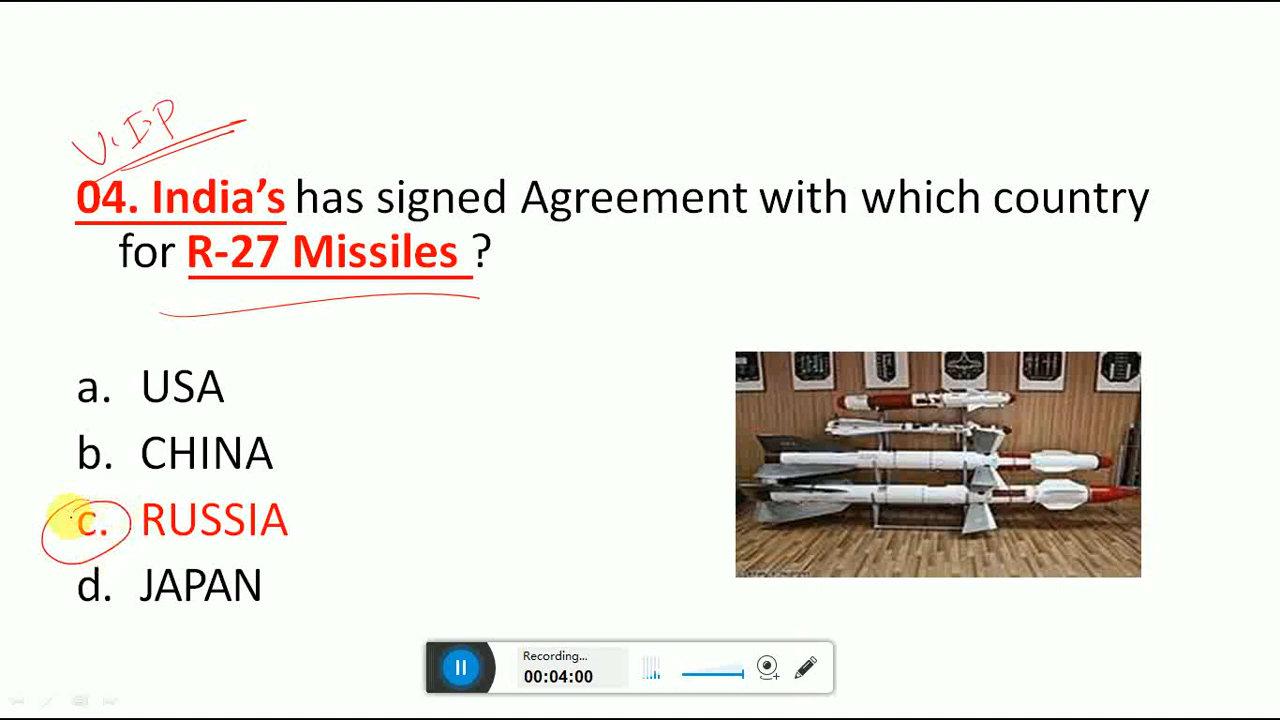 V.I.P
04. India's has signed Agreement with which country
for R-27 Missiles ?
a. USA
b. CHINA
c. RUSSIA
d. JAPAN
Recording...
00:04:00